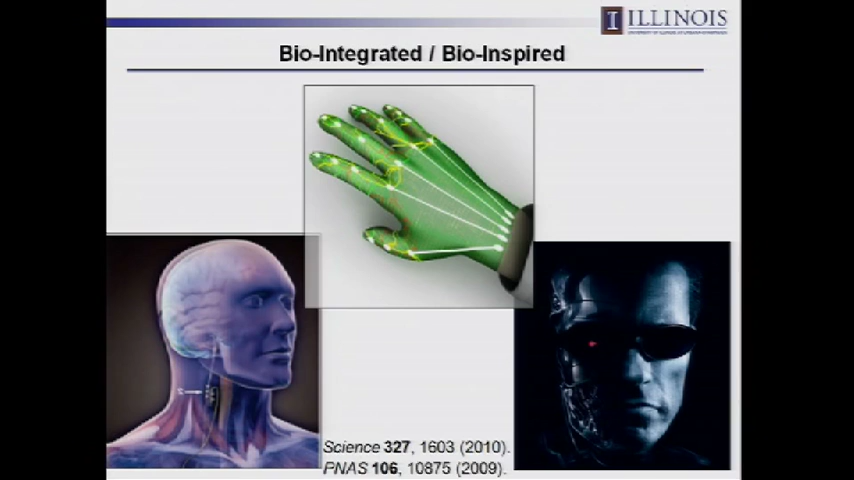 ILLINOIS
Bio-Integrated / Bio-Inspired
Science 327, 1603 (2010).
PNAS 106, 10875 (2009).